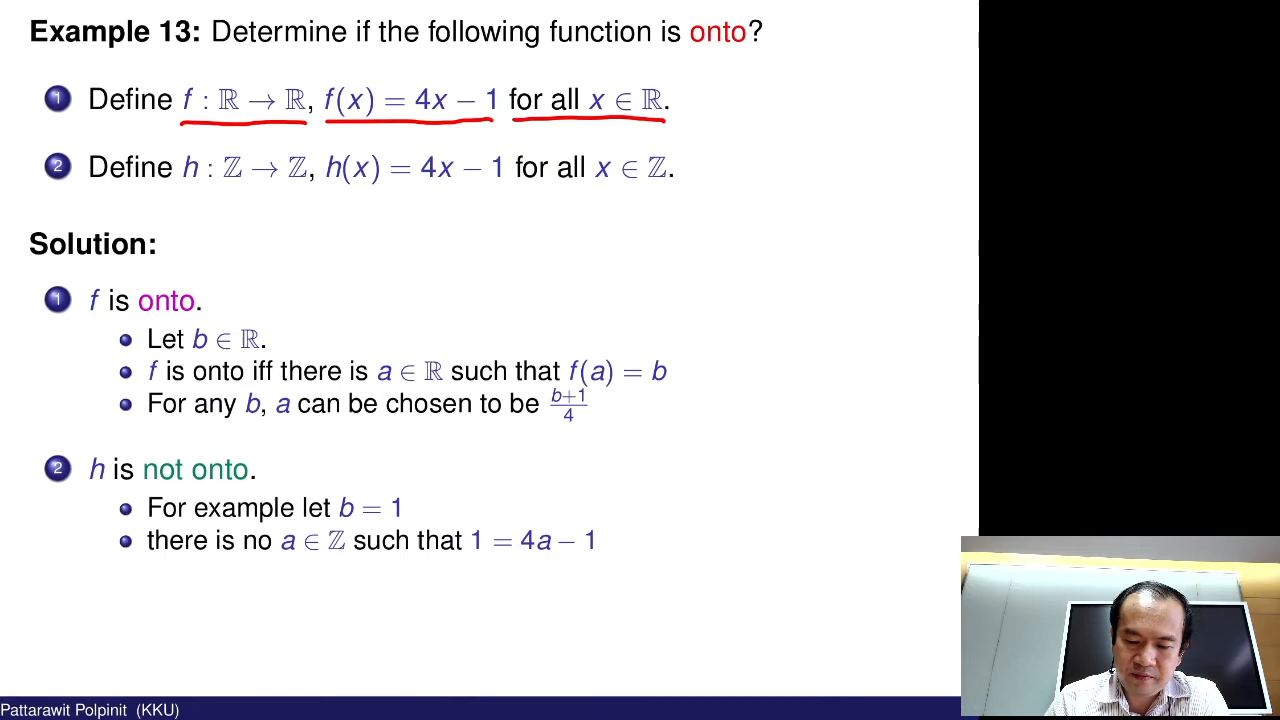 Example 13: Determine if the following function is onto?
1 Define f : ℝ → ℝ, f(x) = 4x − 1 for all x ∈ ℝ.
2 Define h : ℤ → ℤ, h(x) = 4x − 1 for all x ∈ ℤ.
Solution:
1 f is onto.
Let b ∈ ℝ.
f is onto iff there is a ∈ ℝ such that f(a) = b
For any b, a can be chosen to be (b+1)/4
2 h is not onto.
For example let b = 1
there is no a ∈ ℤ such that 1 = 4a − 1
Pattarawit Polpinit (KKU)